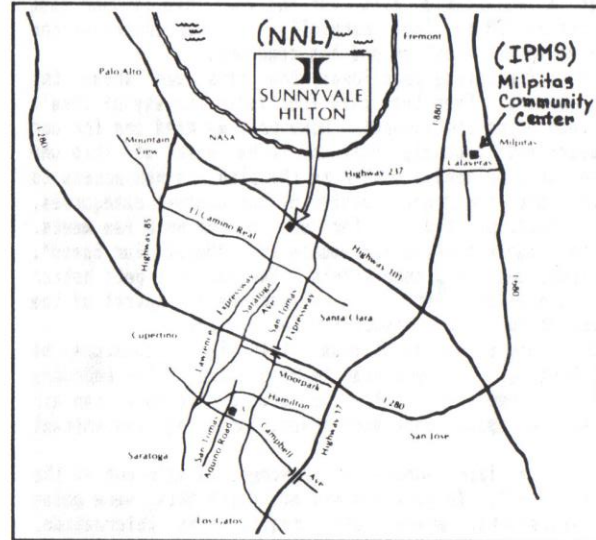 (NNL)
SUNNYVALE
HILTON
Fremont
(IPMS)
Milpitas
Community
Center
Palo Alto
I-880
I-280
Mountain
View
NASA
Milpitas
Calaveras
Highway 237
El Camino Real
Highway 85
Highway 101
I-680
Expressway
Saratoga
Ave
San Tomas
Expressway
Santa Clara
Cupertino
Lawrence
Moorpark
I-280
Hamilton
Highway 17
San Jose
San Tomas
Aquino Road
Campbell
Ave
Saratoga
Los Gatos